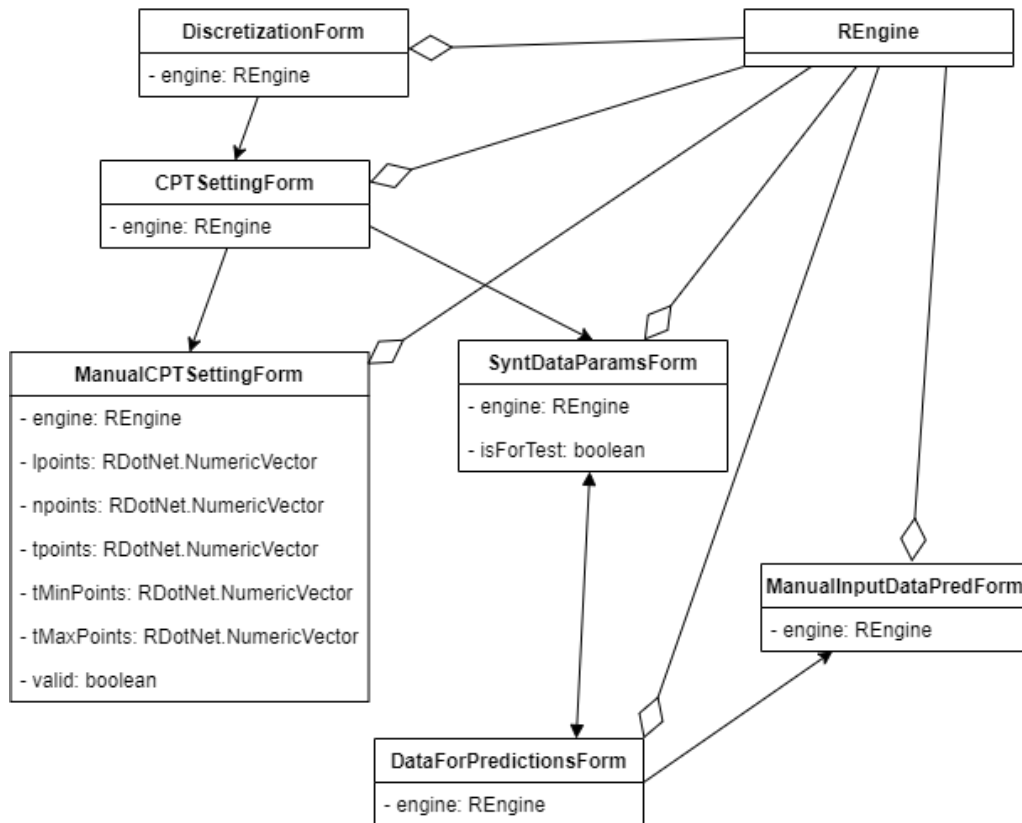 DiscretizationForm
- engine: REngine
REngine
CPTSettingForm
- engine: REngine
ManualCPTSettingForm
- engine: REngine
- lpoints: RDotNet.NumericVector
- npoints: RDotNet.NumericVector
- tpoints: RDotNet.NumericVector
- tMinPoints: RDotNet.NumericVector
- tMaxPoints: RDotNet.NumericVector
- valid: boolean
SyntDataParamsForm
- engine: REngine
- isForTest: boolean
ManualInputDataPredForm
- engine: REngine
DataForPredictionsForm
- engine: REngine